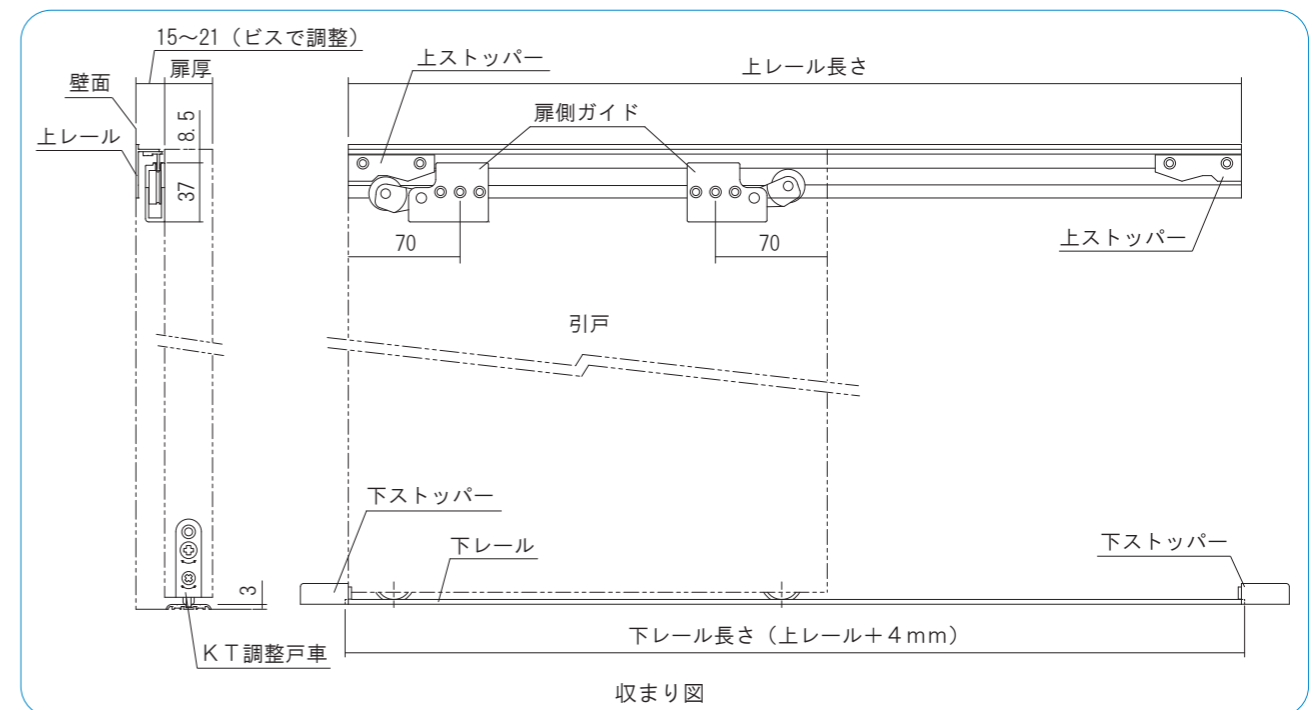 15～21（ビスで調整）
扉厚
壁面
上レール
8.5
37
上ストッパー
上レール長さ
扉側ガイド
上ストッパー
70
70
引戸
下ストッパー
下レール
下ストッパー
3
下レール長さ（上レール＋４ｍｍ）
ＫＴ調整戸車
収まり図